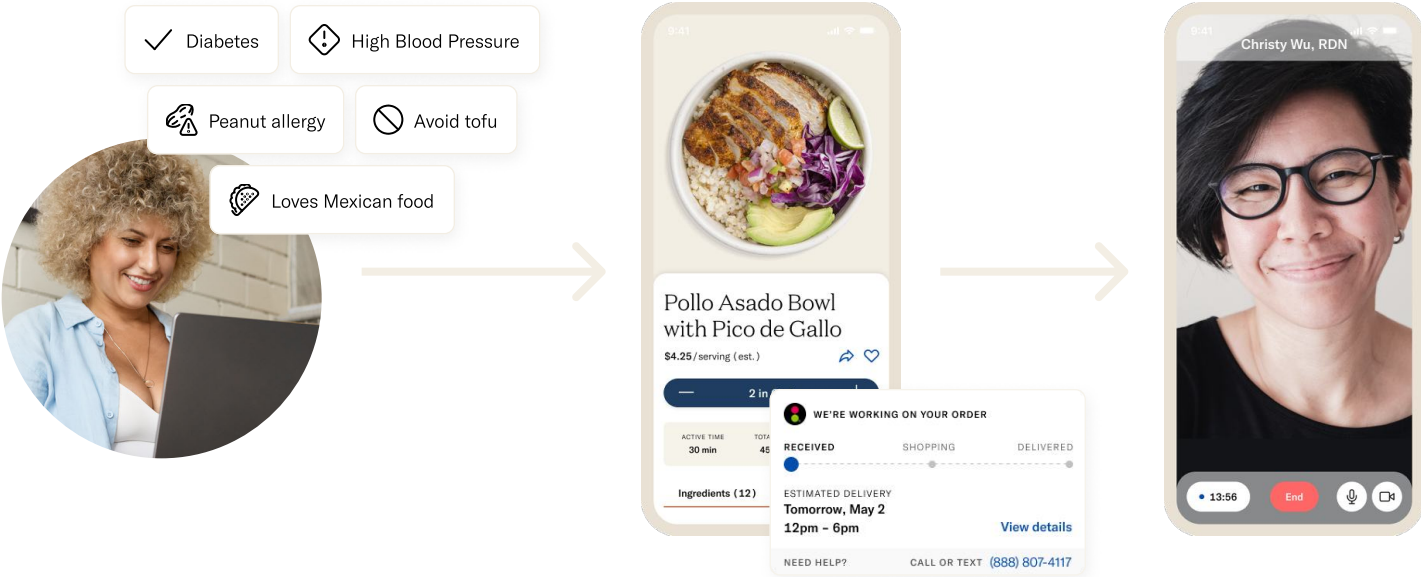 Diabetes
High Blood Pressure
Peanut allergy
Avoid tofu
Loves Mexican food
9:41
Pollo Asado Bowl
with Pico de Gallo
$4.25/serving (est.)
2 in
ACTIVE TIME
30 min
45
Ingredients (12)
WE'RE WORKING ON YOUR ORDER
RECEIVED SHOPPING DELIVERED
ESTIMATED DELIVERY
Tomorrow, May 2
12pm – 6pm
View details
NEED HELP? CALL OR TEXT (888) 807-4117
9:41
Christy Wu, RDN
13:56
End